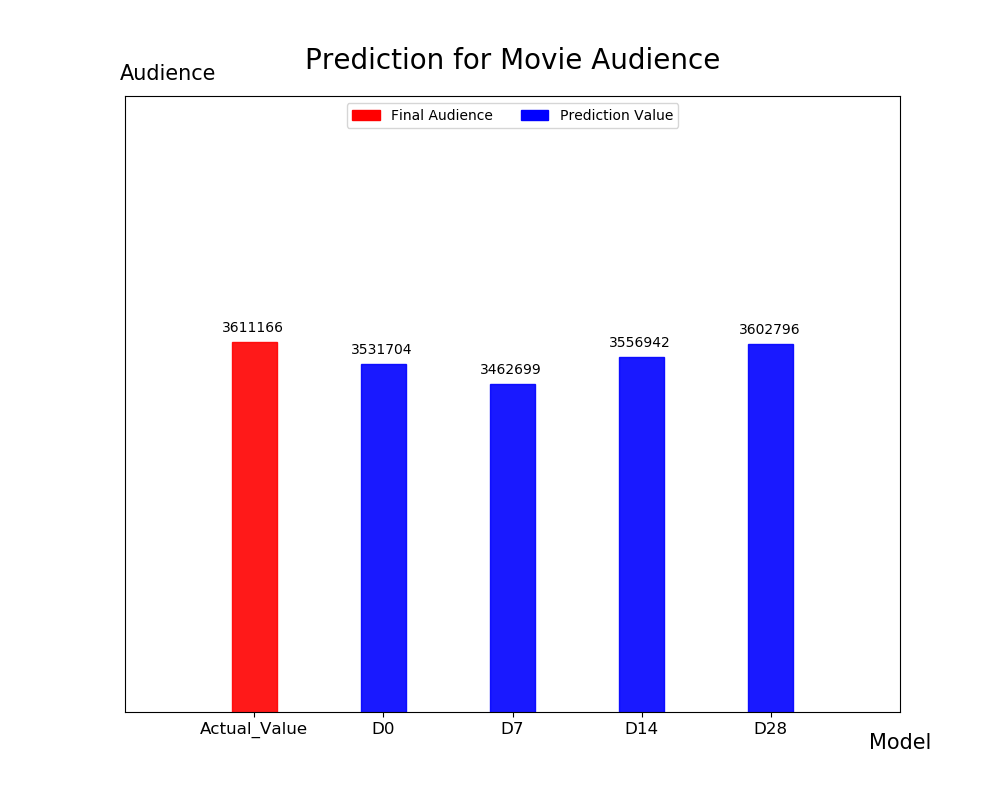 Prediction for Movie Audience
Audience
Final Audience Prediction Value
3611166
3531704
3462699
3556942
3602796
Actual_Value D0 D7 D14 D28
Model